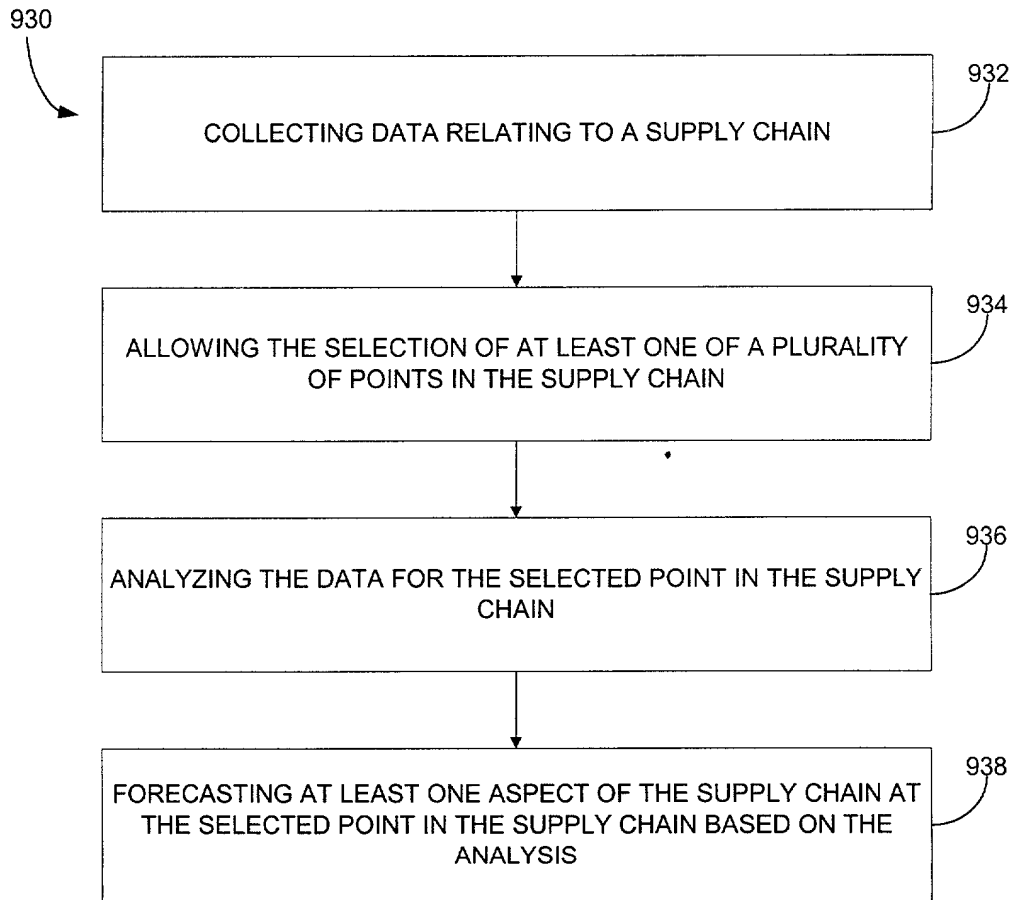 930
932
COLLECTING DATA RELATING TO A SUPPLY CHAIN
934
ALLOWING THE SELECTION OF AT LEAST ONE OF A PLURALITY
OF POINTS IN THE SUPPLY CHAIN
936
ANALYZING THE DATA FOR THE SELECTED POINT IN THE SUPPLY
CHAIN
938
FORECASTING AT LEAST ONE ASPECT OF THE SUPPLY CHAIN AT
THE SELECTED POINT IN THE SUPPLY CHAIN BASED ON THE
ANALYSIS